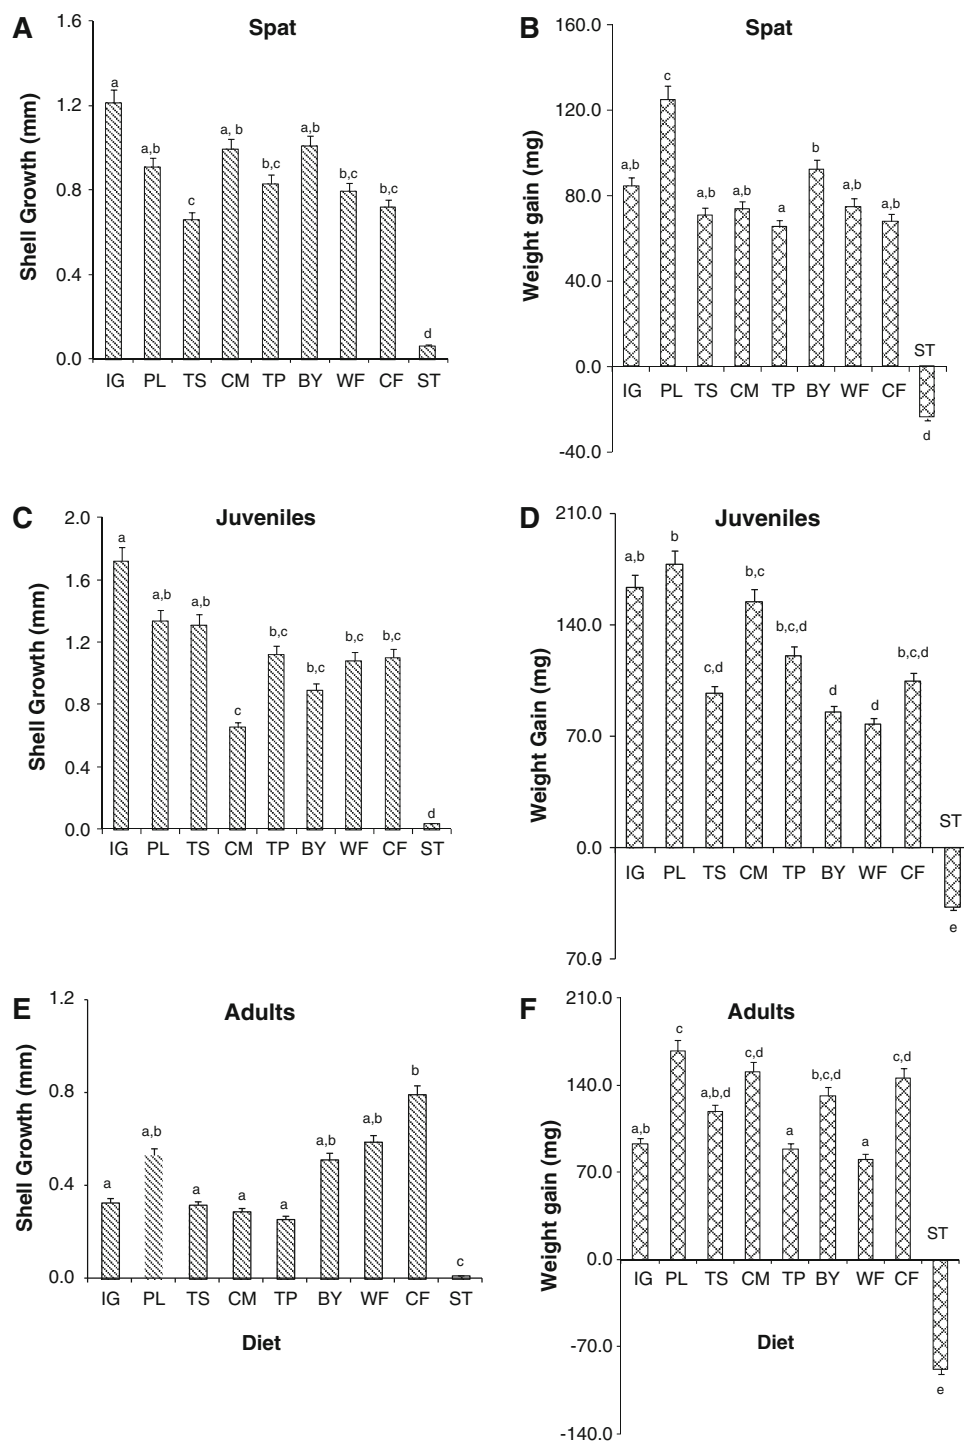 A
Spat
Shell Growth (mm)
1.6
1.2
0.8
0.4
0.0
a
a,b
c
a, b
b,c
a,b
b,c
b,c
d
IG PL TS CM TP BY WF CF ST
B
Spat
Weight gain (mg)
160.0
120.0
80.0
40.0
0.0
-40.0
a,b
c
a,b
a,b
a
b
a,b
a,b
ST
d
IG PL TS CM TP BY WF CF
C
Juveniles
Shell Growth (mm)
2.0
1.6
1.2
0.8
0.4
0.0
a
a,b
a,b
c
b,c
b,c
b,c
b,c
d
IG PL TS CM TP BY WF CF ST
D
Juveniles
Weight Gain (mg)
210.0
140.0
70.0
0.0
70.0
a,b
b
c,d
b,c
b,c,d
d
d
b,c,d
ST
e
IG PL TS CM TP BY WF CF
E
Adults
Shell Growth (mm)
1.2
0.8
0.4
0.0
a
a,b
a
a
a
a,b
a,b
b
c
IG PL TS CM TP BY WF CF ST
Diet
F
Adults
Weight gain (mg)
210.0
140.0
70.0
0.0
-70.0
-140.0
a,b
c
a,b,d
c,d
a
b,c,d
a
c,d
ST
e
IG PL TS CM TP BY WF CF
Diet